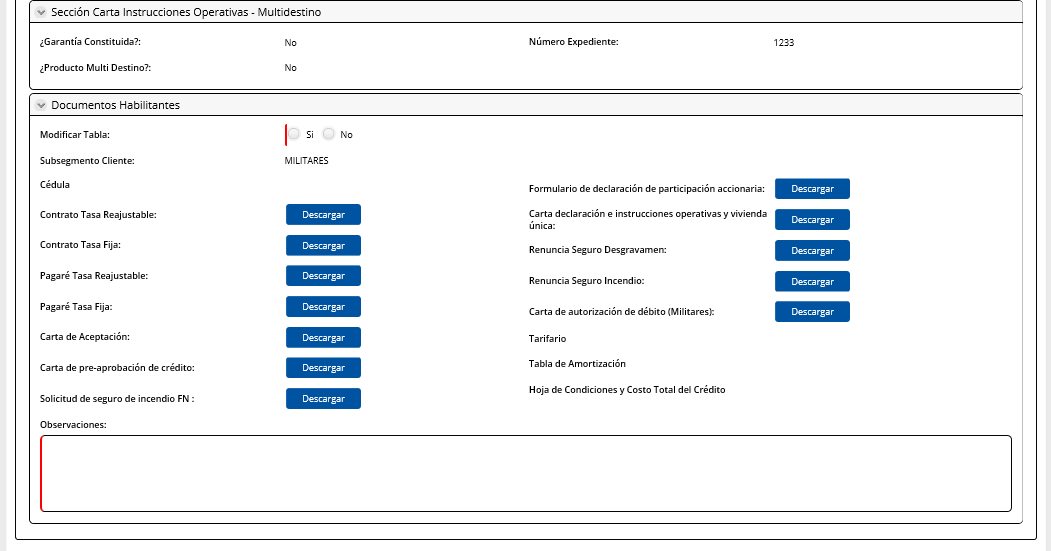 Sección Carta Instrucciones Operativas - Multidestino
¿Garantía Constituida?: No Número Expediente: 1233
¿Producto Multi Destino?: No
Documentos Habilitantes
Modificar Tabla: Si No
Subsegmento Cliente: MILITARES
Cédula
Contrato Tasa Reajustable: Descargar
Contrato Tasa Fija: Descargar
Pagaré Tasa Reajustable: Descargar
Pagaré Tasa Fija: Descargar
Carta de Aceptación: Descargar
Carta de pre-aprobación de crédito: Descargar
Solicitud de seguro de incendio FN : Descargar
Formulario de declaración de participación accionaria: Descargar
Carta declaración e instrucciones operativas y vivienda
única: Descargar
Renuncia Seguro Desgravamen: Descargar
Renuncia Seguro Incendio: Descargar
Carta de autorización de débito (Militares): Descargar
Tarifario
Tabla de Amortización
Hoja de Condiciones y Costo Total del Crédito
Observaciones: